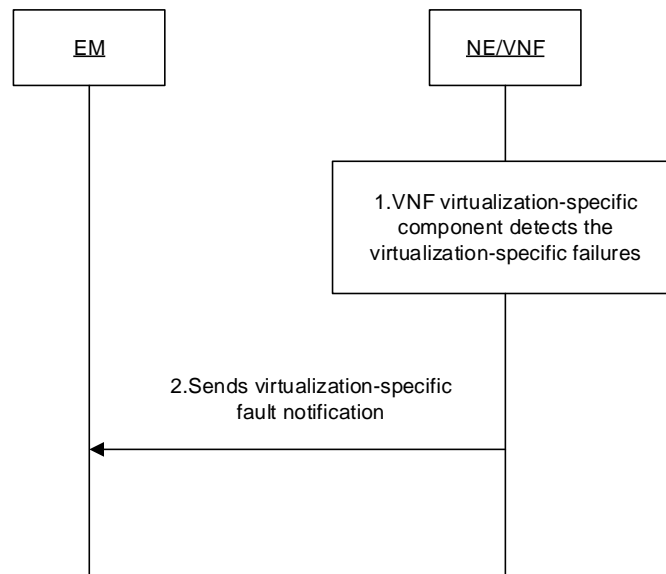 EM
NE/VNF
1.VNF virtualization-specific
component detects the
virtualization-specific failures
2.Sends virtualization-specific
fault notification